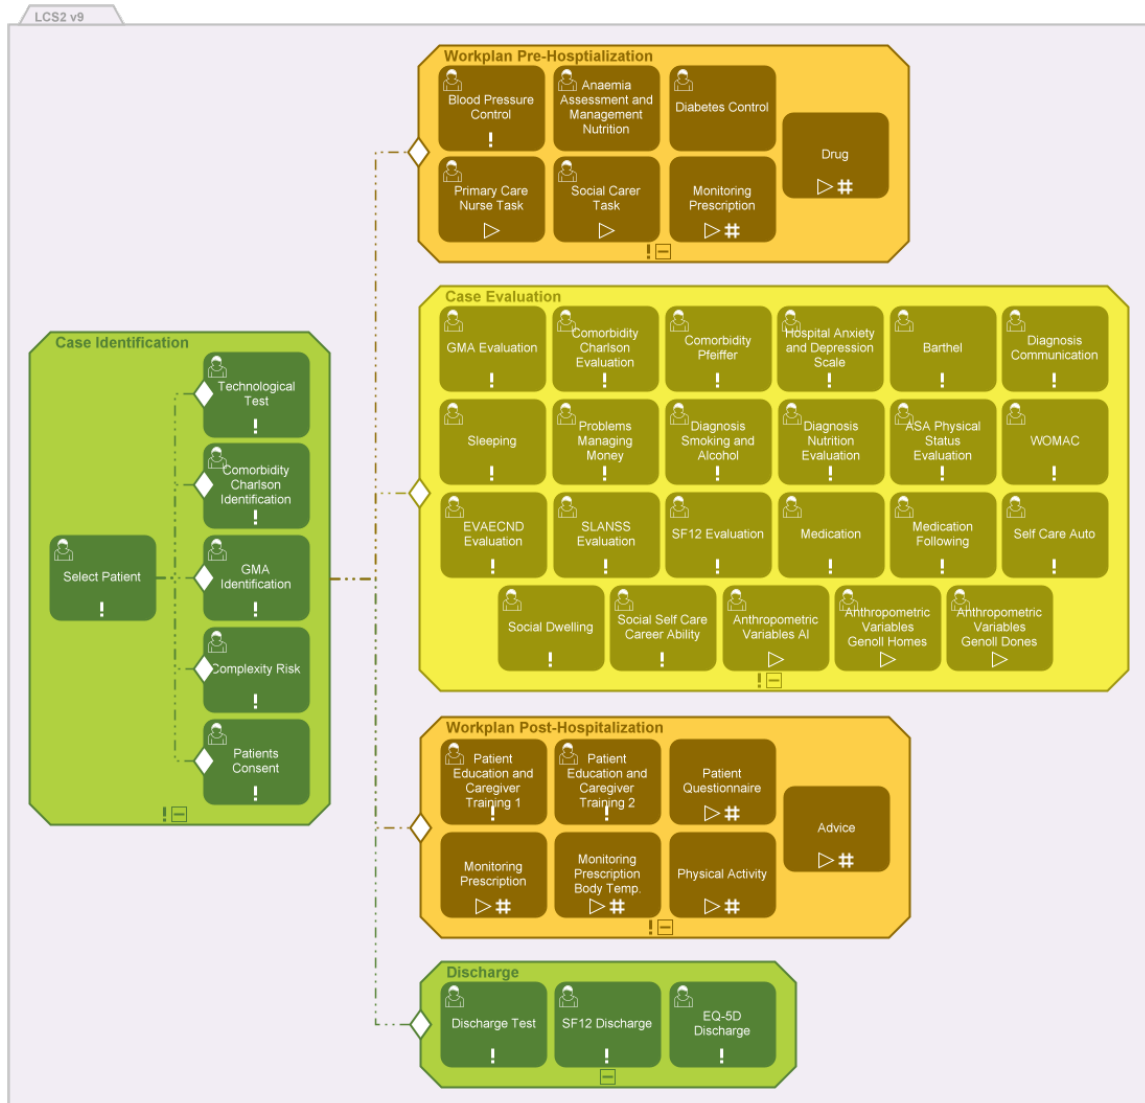 LCS2 v9
Workplan Pre-Hosptialization
Blood Pressure
Control
Anaemia
Assessment and
Management
Nutrition
Diabetes Control
Drug
Primary Care
Nurse Task
Social Carer
Task
Monitoring
Prescription
Case Identification
Technological
Test
Comorbidity
Charlson
Identification
Select Patient
GMA
Identification
Complexity Risk
Patients
Consent
Case Evaluation
GMA Evaluation
Comorbidity
Charlson
Evaluation
Comorbidity
Pfeiffer
Hospital Anxiety
and Depression
Scale
Barthel
Diagnosis
Communication
Sleeping
Problems
Managing
Money
Diagnosis
Smoking and
Alcohol
Diagnosis
Nutrition
Evaluation
ASA Physical
Status
Evaluation
WOMAC
EVAECND
Evaluation
SLANSS
Evaluation
SF12 Evaluation
Medication
Medication
Following
Self Care Auto
Social Dwelling
Social Self Care
Career Ability
Anthropometric
Variables AI
Anthropometric
Variables
Genoll Homes
Anthropometric
Variables
Genoll Dones
Workplan Post-Hospitalization
Patient
Education and
Caregiver
Training 1
Patient
Education and
Caregiver
Training 2
Patient
Questionnaire
Advice
Monitoring
Prescription
Monitoring
Prescription
Body Temp.
Physical Activity
Discharge
Discharge Test
SF12 Discharge
EQ-5D
Discharge